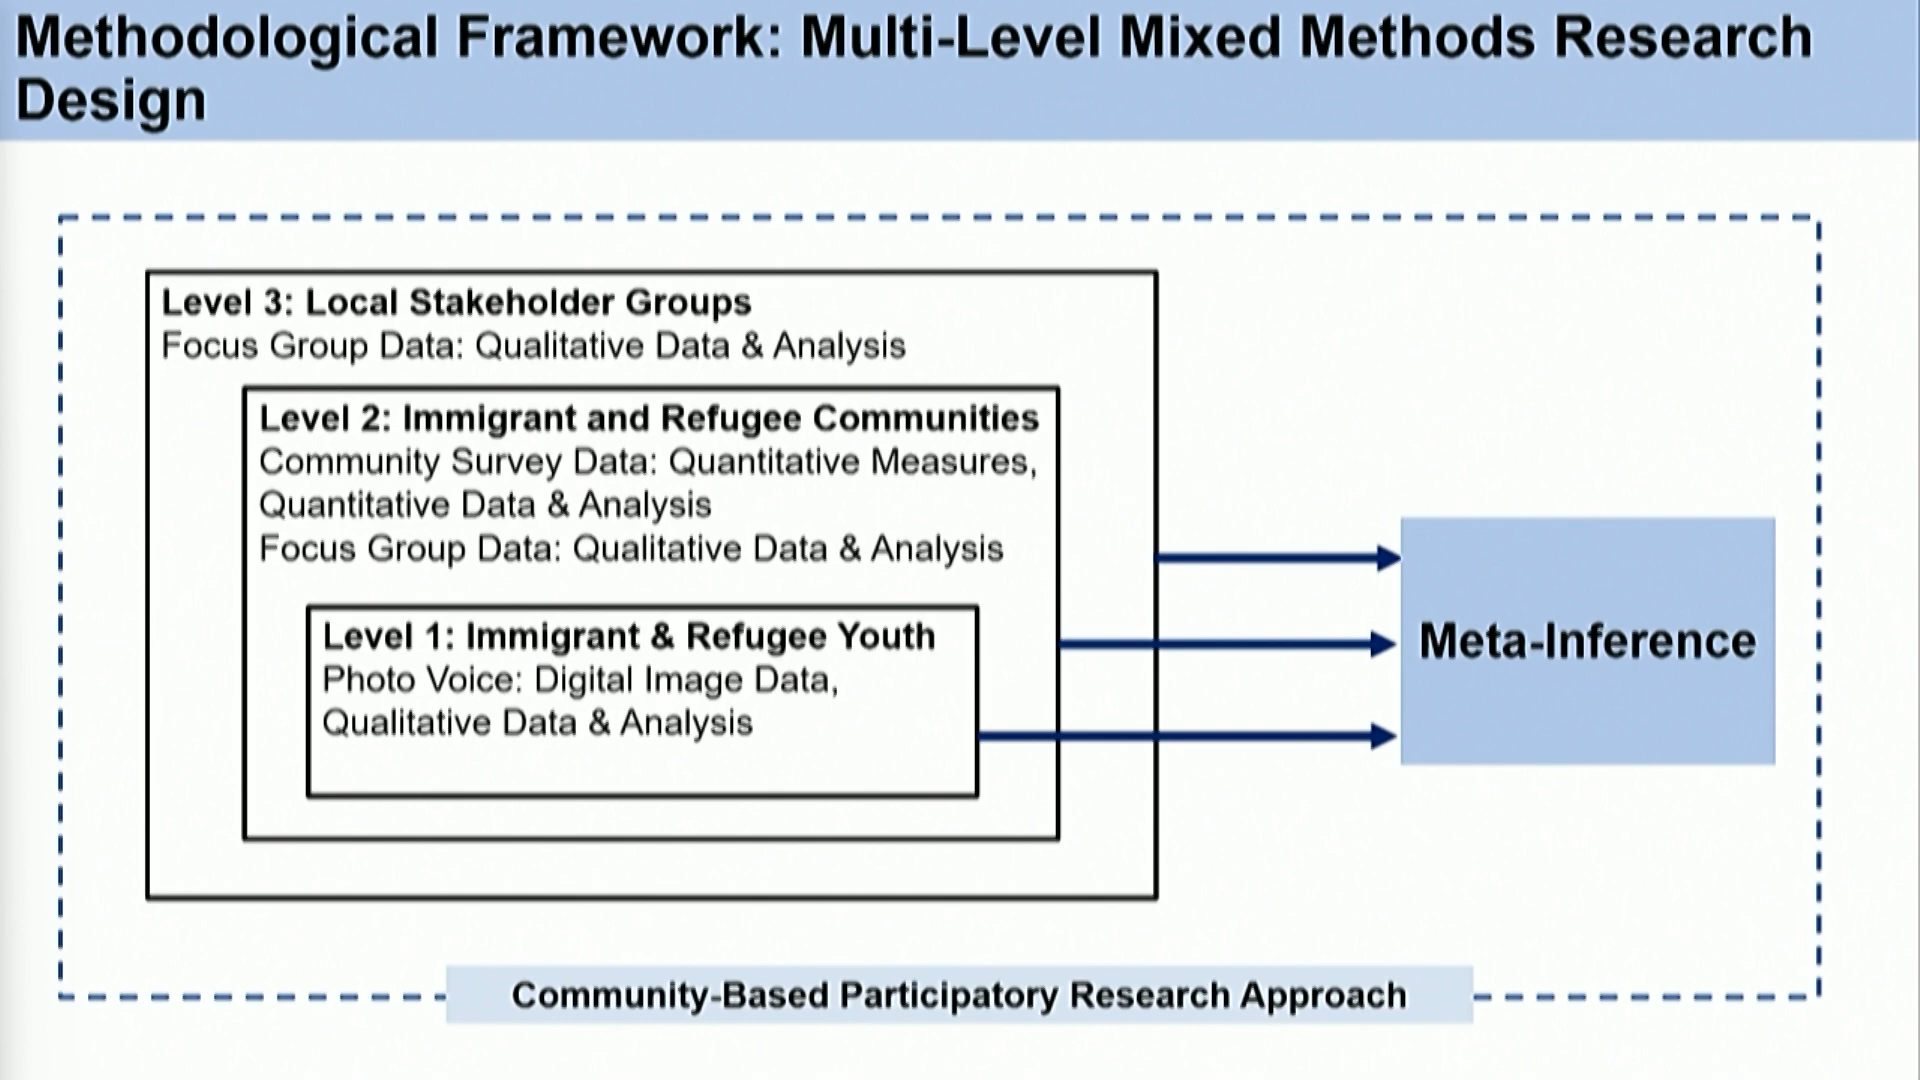 Methodological Framework: Multi-Level Mixed Methods Research
Design
Level 3: Local Stakeholder Groups
Focus Group Data: Qualitative Data & Analysis
Level 2: Immigrant and Refugee Communities
Community Survey Data: Quantitative Measures,
Quantitative Data & Analysis
Focus Group Data: Qualitative Data & Analysis
Level 1: Immigrant & Refugee Youth
Photo Voice: Digital Image Data,
Qualitative Data & Analysis
Meta-Inference
Community-Based Participatory Research Approach